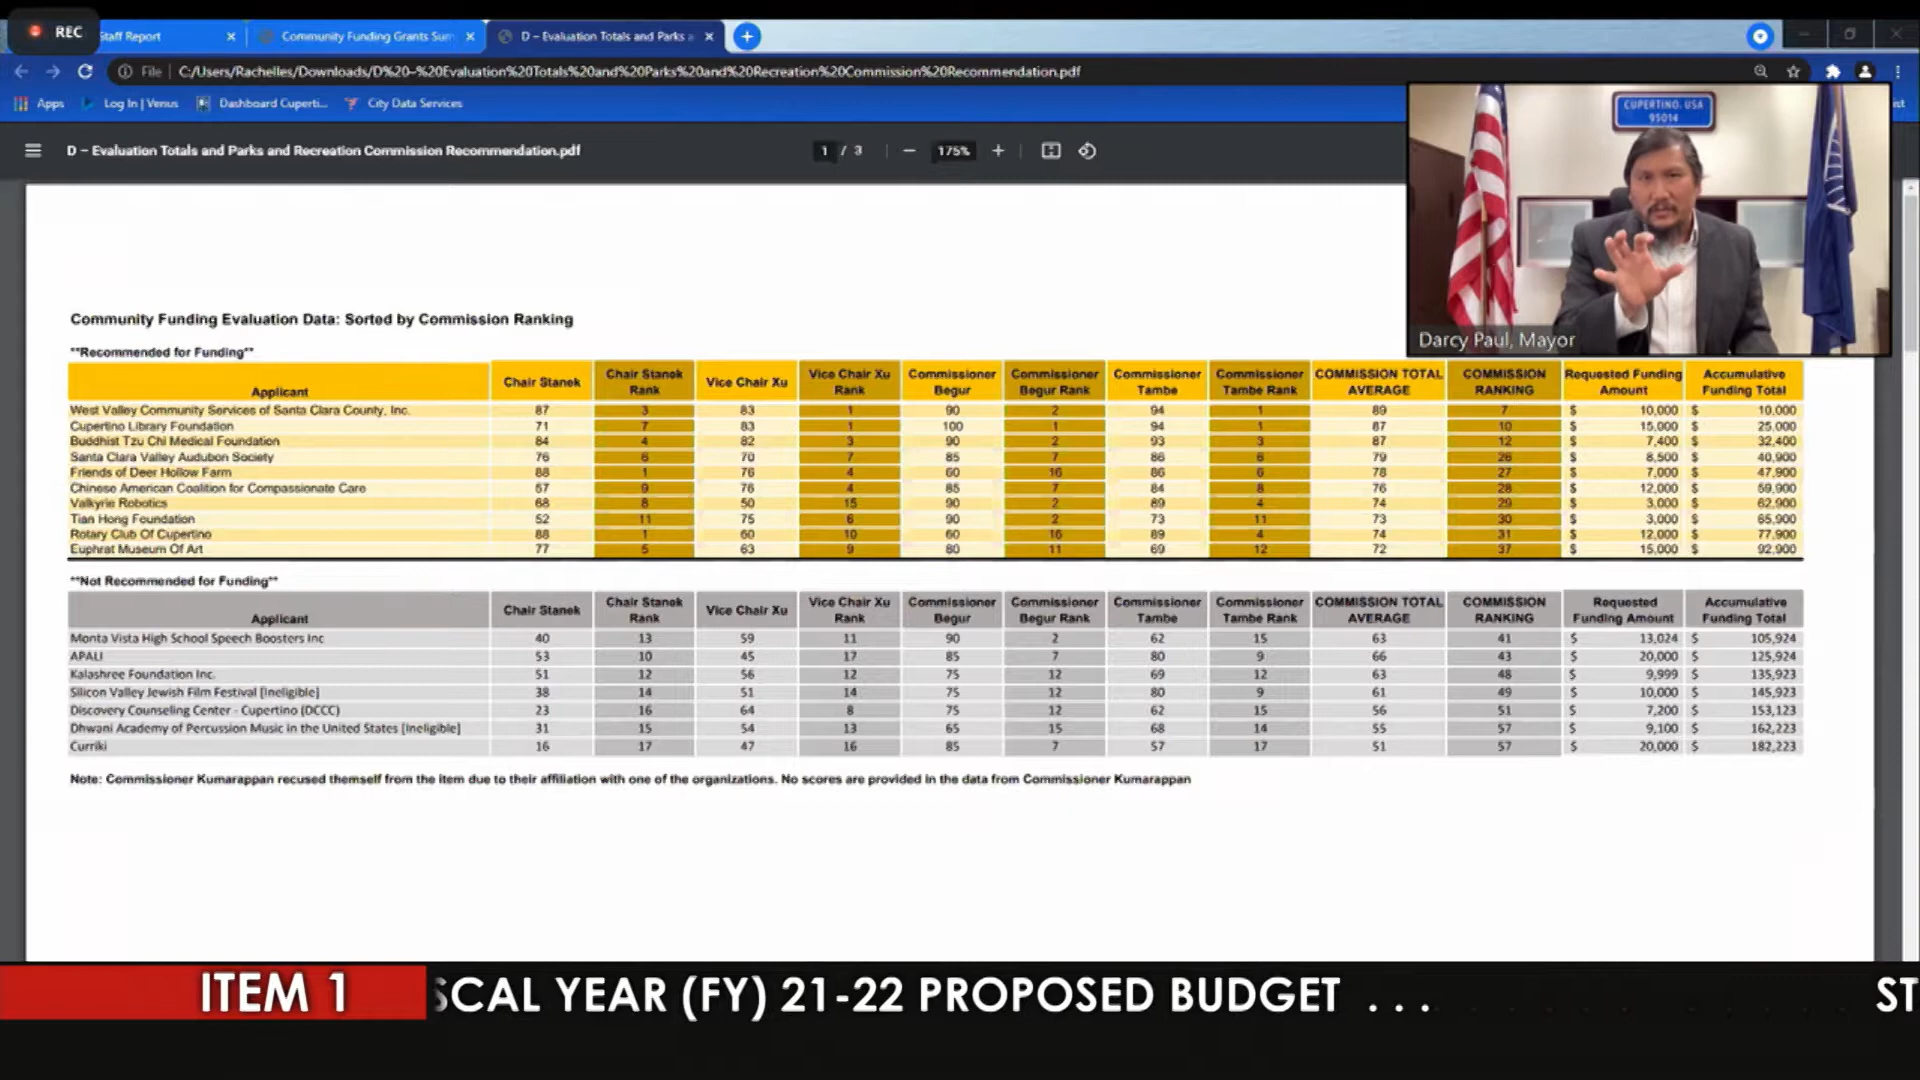 REC
Staff Report
Community Funding Grants Sum
D – Evaluation Totals and Parks a
File
C:/Users/Rachelles/Downloads/D%20-%20Evaluation%20Totals%20and%20Parks%20and%20Recreation%20Commission%20Recommendation.pdf
Apps
Log In | Venus
Dashboard Cuperti...
City Data Services
D – Evaluation Totals and Parks and Recreation Commission Recommendation.pdf
1 / 3
175%
CUPERTINO, USA
95014
Darcy Paul, Mayor
Community Funding Evaluation Data: Sorted by Commission Ranking
**Recommended for Funding**
Applicant Chair Stanek Chair Stanek Rank Vice Chair Xu Vice Chair Xu Rank Commissioner Begur Commissioner Begur Rank Commissioner Tambe Commissioner Tambe Rank COMMISSION TOTAL AVERAGE COMMISSION RANKING Requested Funding Amount Accumulative Funding Total
West Valley Community Services of Santa Clara County, Inc. 87 3 83 1 90 2 94 1 89 7 $ 10,000 $ 10,000
Cupertino Library Foundation 71 7 83 1 100 1 94 1 87 10 $ 15,000 $ 25,000
Buddhist Tzu Chi Medical Foundation 84 4 82 3 90 2 93 3 87 12 $ 7,400 $ 32,400
Santa Clara Valley Audubon Society 76 6 70 7 85 7 86 6 79 26 $ 8,500 $ 40,900
Friends of Deer Hollow Farm 88 1 76 4 60 16 86 6 78 27 $ 7,000 $ 47,900
Chinese American Coalition for Compassionate Care 57 9 76 4 85 7 84 8 76 28 $ 12,000 $ 59,900
Valkyrie Robotics 68 8 50 15 90 2 89 4 74 29 $ 3,000 $ 62,900
Tian Hong Foundation 52 11 75 6 90 2 73 11 73 30 $ 3,000 $ 65,900
Rotary Club Of Cupertino 88 1 60 10 60 16 89 4 74 31 $ 12,000 $ 77,900
Euphrat Museum Of Art 77 5 63 9 80 11 69 12 72 37 $ 15,000 $ 92,900
**Not Recommended for Funding**
Applicant Chair Stanek Chair Stanek Rank Vice Chair Xu Vice Chair Xu Rank Commissioner Begur Commissioner Begur Rank Commissioner Tambe Commissioner Tambe Rank COMMISSION TOTAL AVERAGE COMMISSION RANKING Requested Funding Amount Accumulative Funding Total
Monta Vista High School Speech Boosters Inc 40 13 59 11 90 2 62 15 63 41 $ 13,024 $ 105,924
APALI 53 10 45 17 85 7 80 9 66 43 $ 20,000 $ 125,924
Kalashree Foundation Inc. 51 12 56 12 75 12 69 12 63 48 $ 9,999 $ 135,923
Silicon Valley Jewish Film Festival [Ineligible] 38 14 51 14 75 12 80 9 61 49 $ 10,000 $ 145,923
Discovery Counseling Center - Cupertino (DCCC) 23 16 64 8 75 12 62 15 56 51 $ 7,200 $ 153,123
Dhwani Academy of Percussion Music in the United States [Ineligible] 31 15 54 13 65 15 68 14 55 57 $ 9,100 $ 162,223
Curriki 16 17 47 16 85 7 57 17 51 57 $ 20,000 $ 182,223
Note: Commissioner Kumarappan recused themself from the item due to their affiliation with one of the organizations. No scores are provided in the data from Commissioner Kumarappan
ITEM 1
SCAL YEAR (FY) 21-22 PROPOSED BUDGET . . .
ST